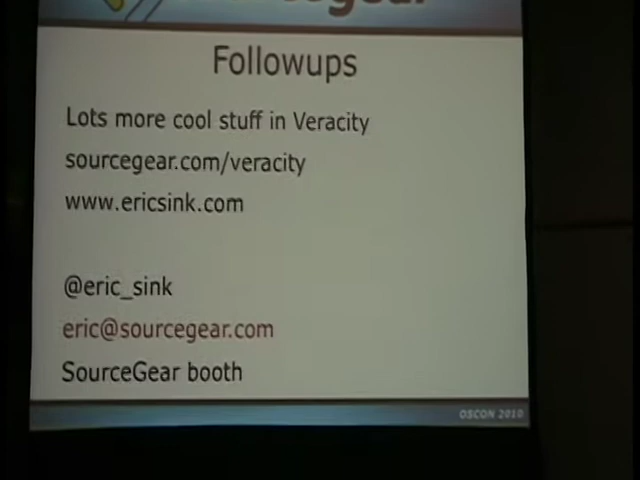 Followups
Lots more cool stuff in Veracity
sourcegear.com/veracity
www.ericsink.com
@eric_sink
eric@sourcegear.com
SourceGear booth
OSCON 2010